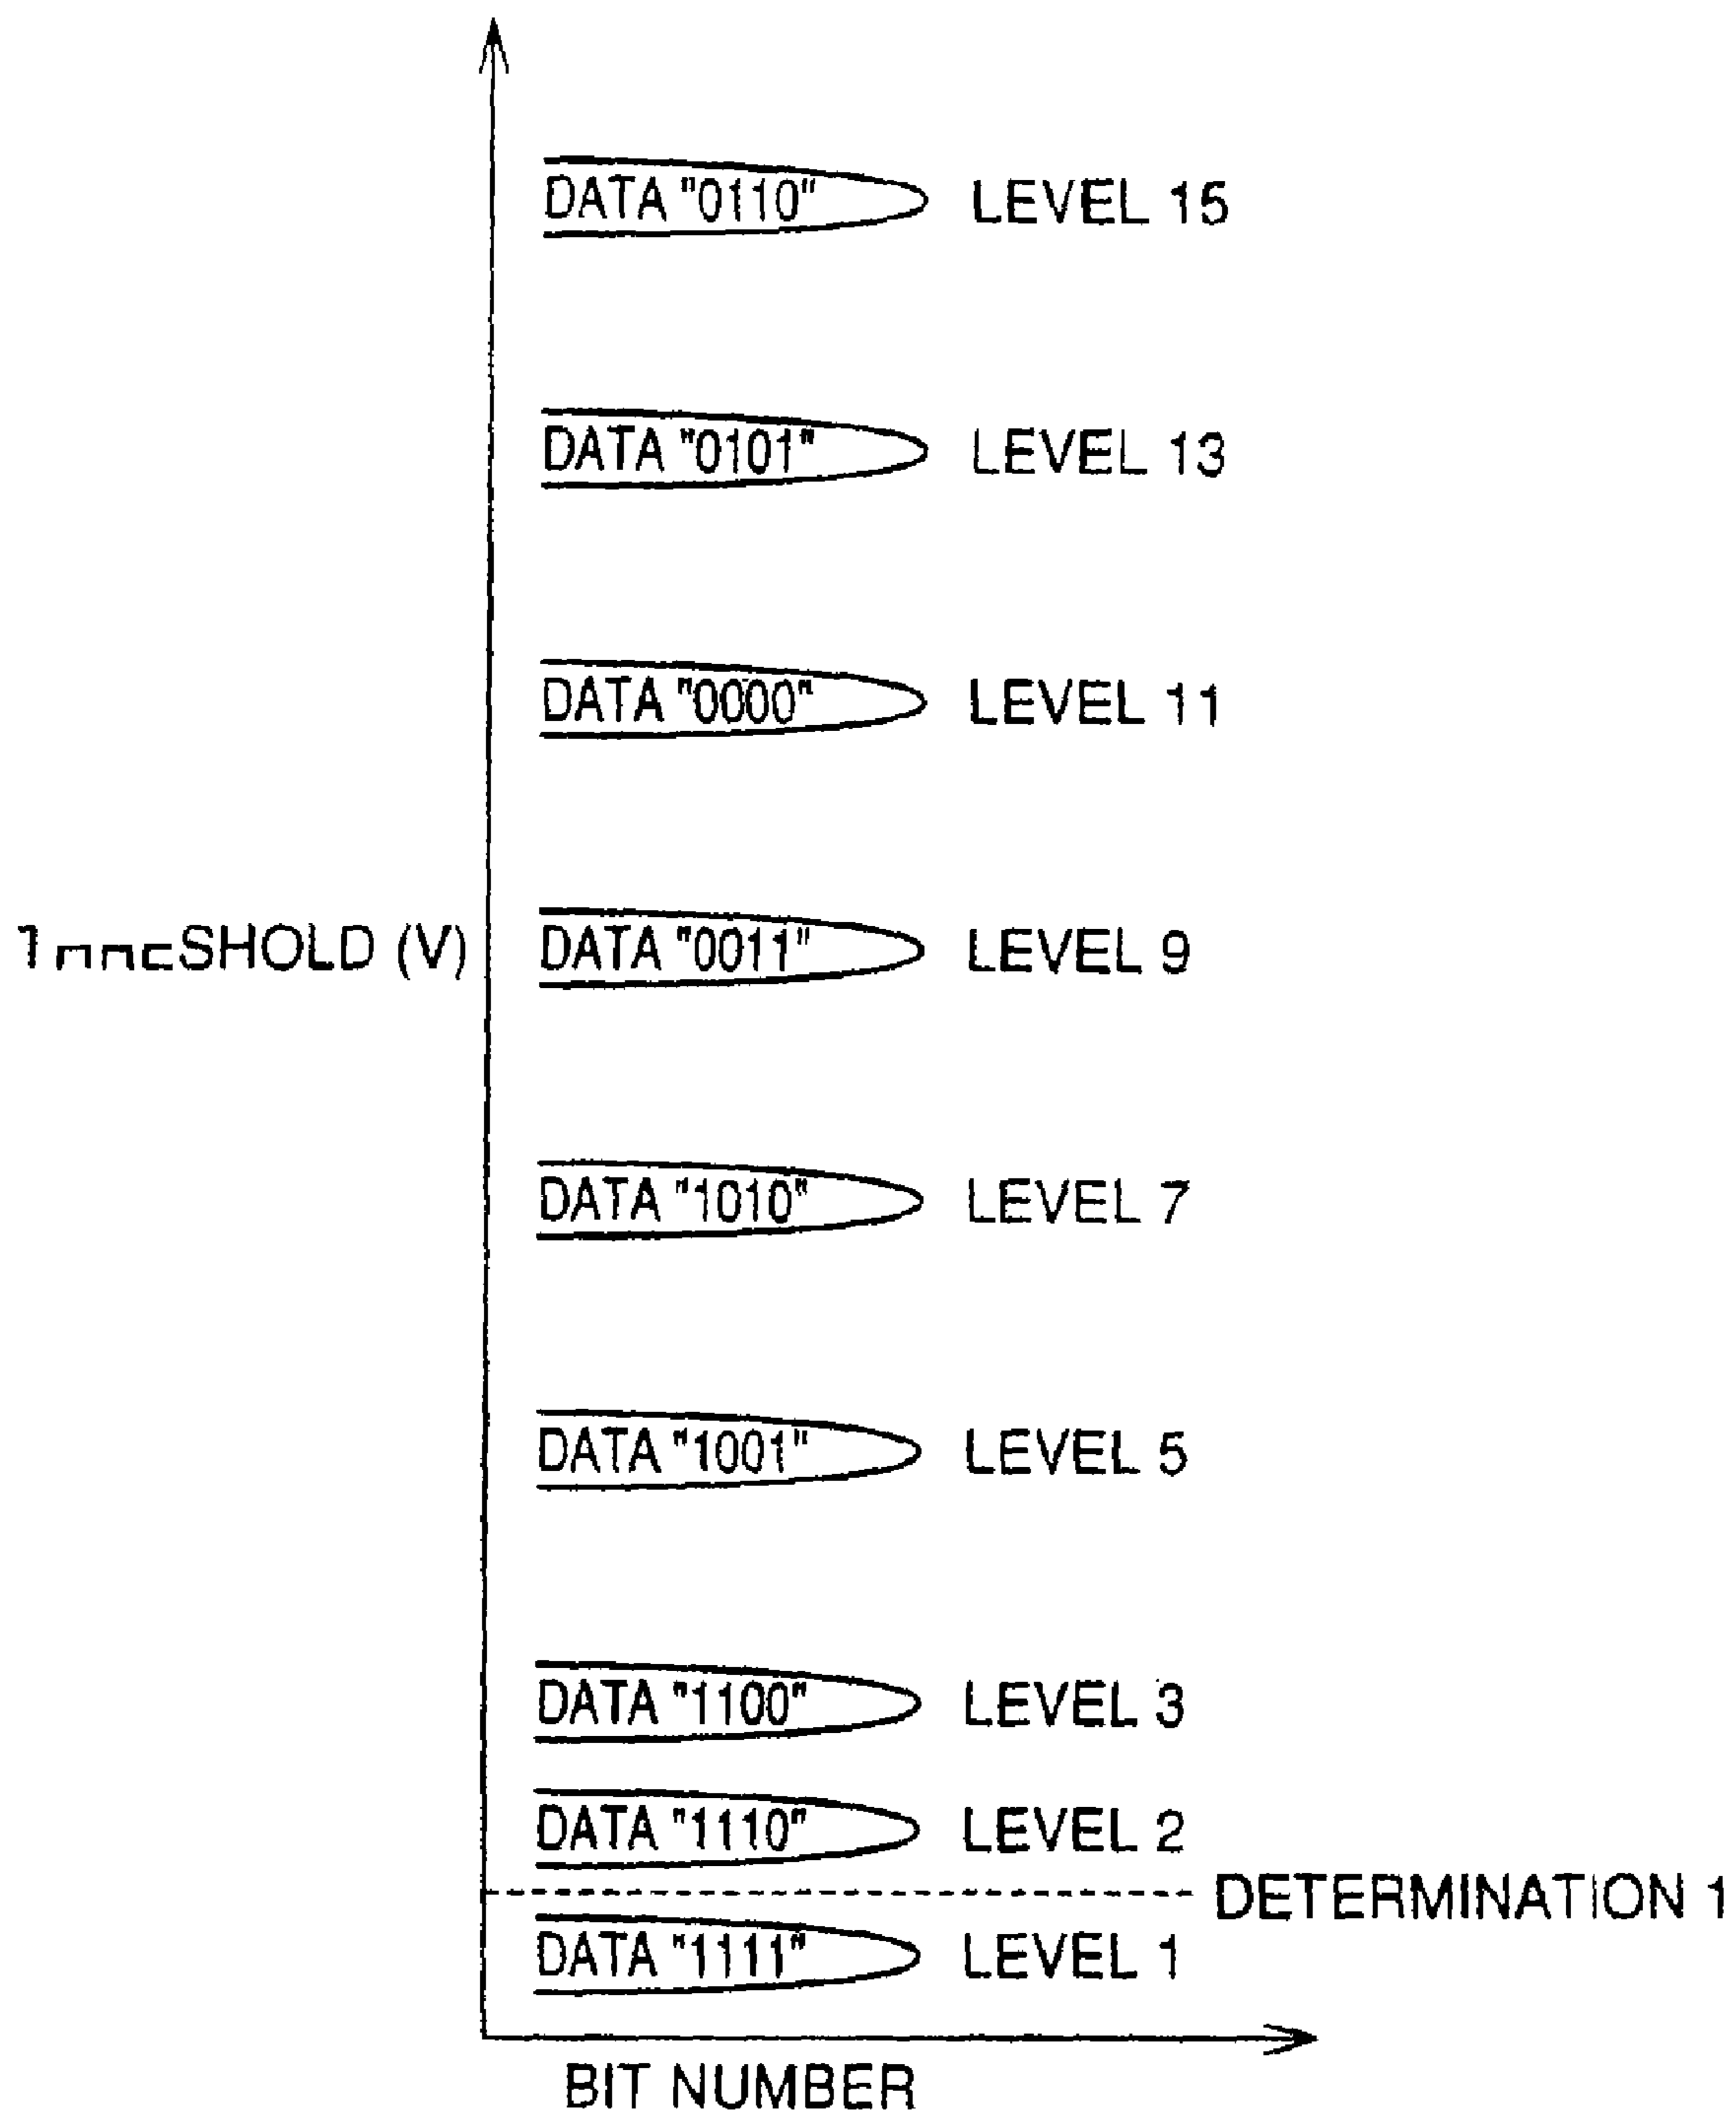 DATA "0110" LEVEL 15
DATA "0101" LEVEL 13
DATA "0000" LEVEL 11
SHOLD (V)
DATA "0011" LEVEL 9
DATA "1010" LEVEL 7
DATA "1001" LEVEL 5
DATA "1100" LEVEL 3
DATA "1110" LEVEL 2
DETERMINATION 1
DATA "1111" LEVEL 1
BIT NUMBER